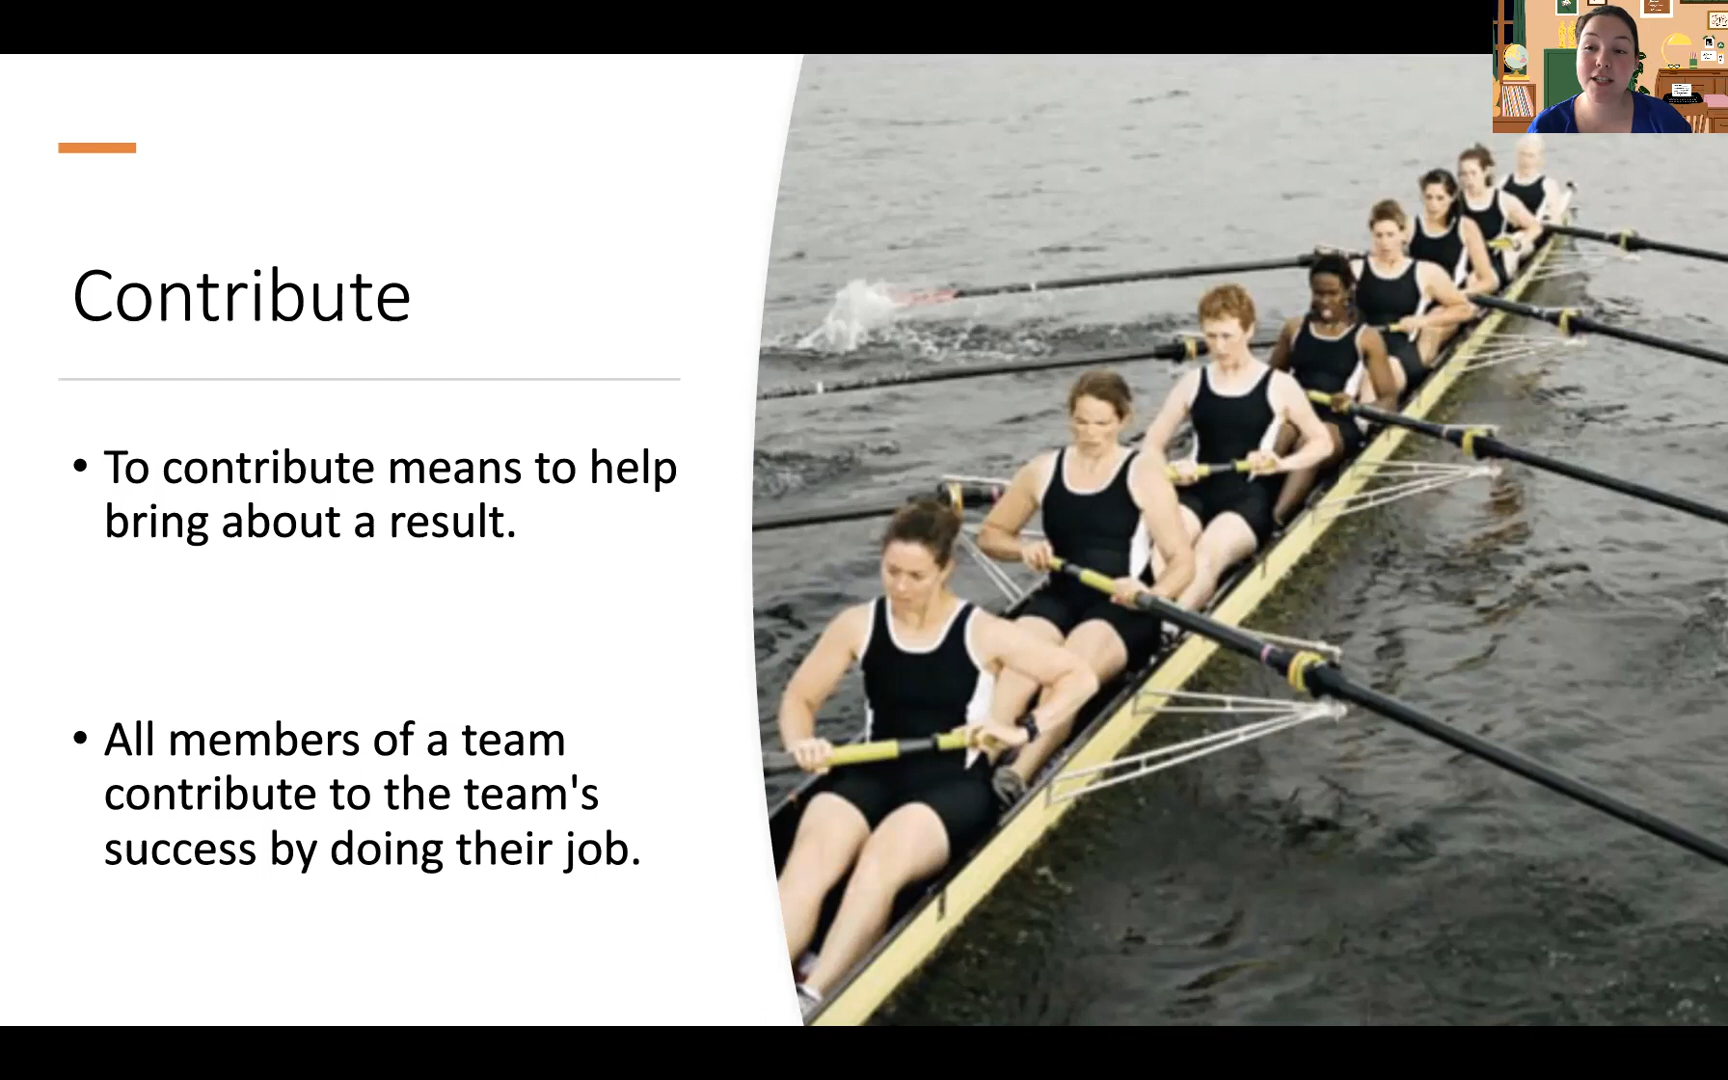 Contribute
• To contribute means to help
bring about a result.
• All members of a team
contribute to the team's
success by doing their job.